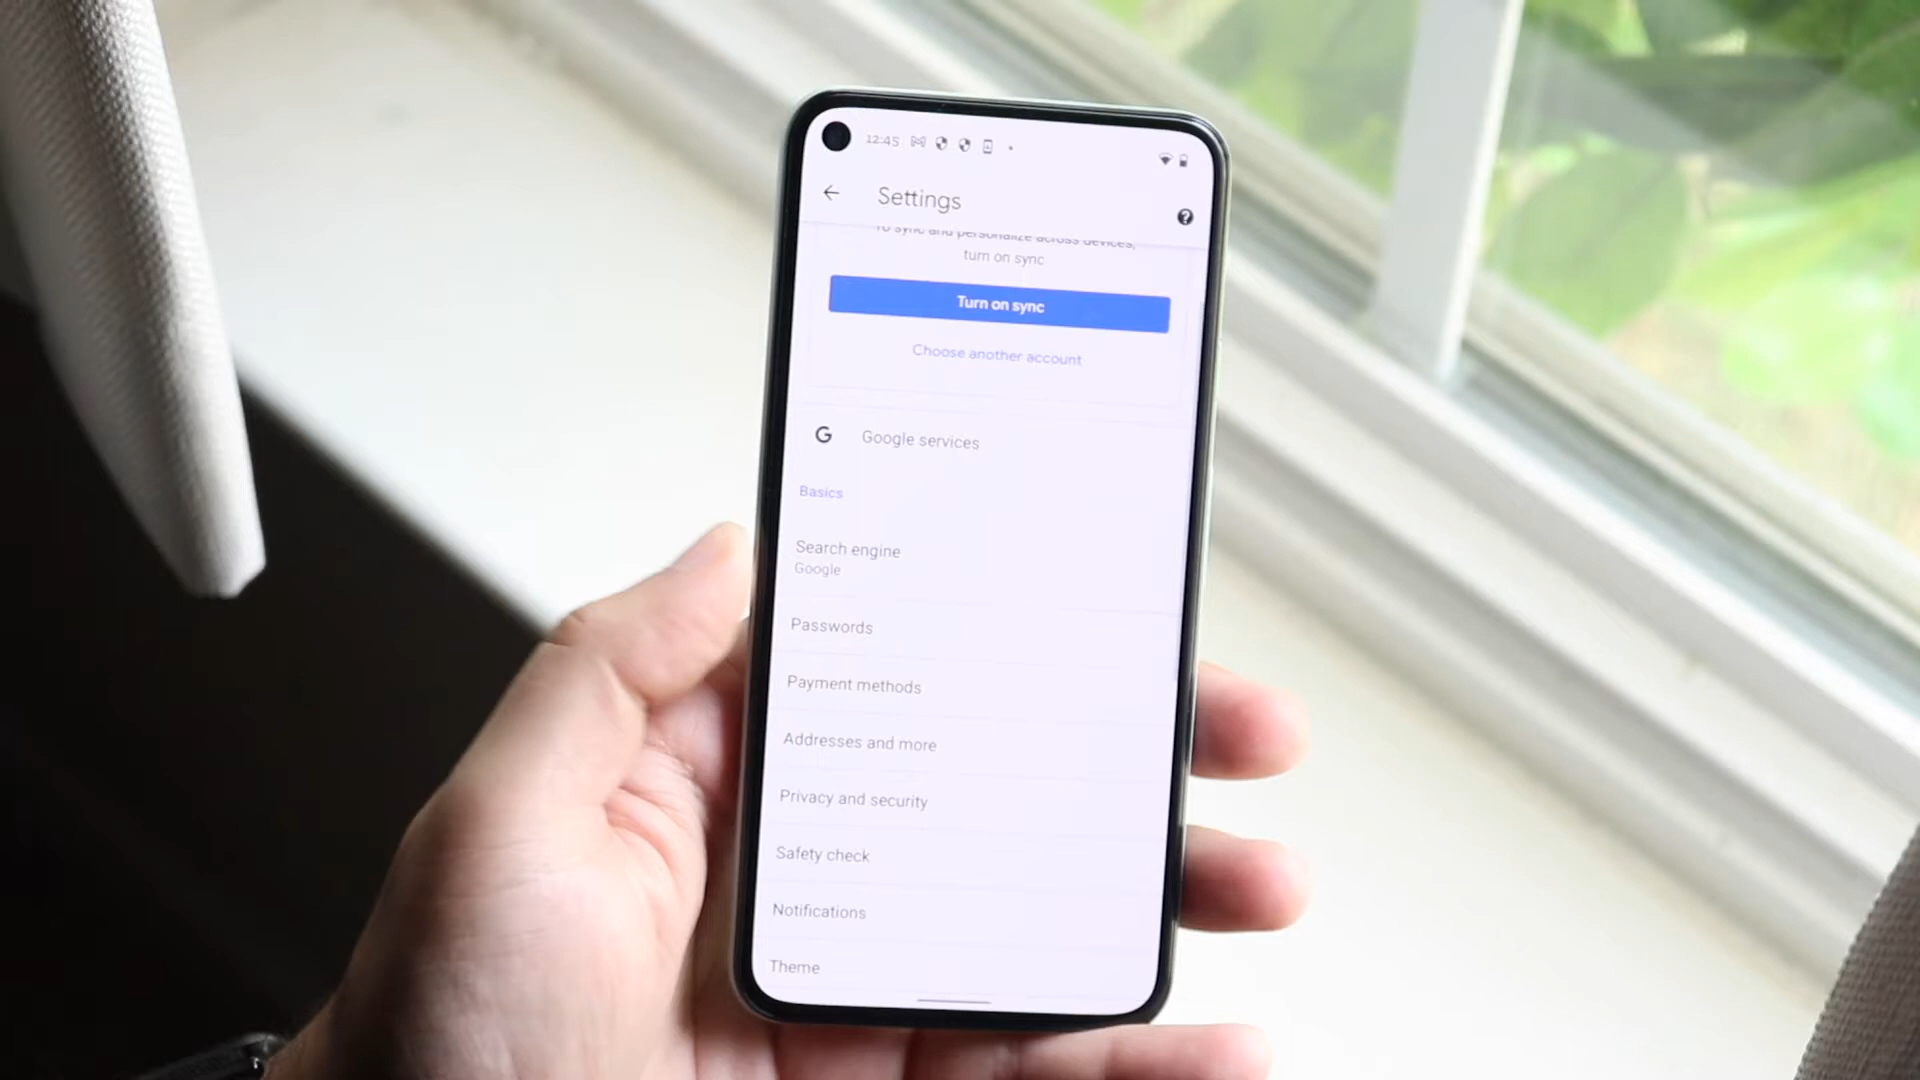 12:45
Settings
To sync and personalize across devices,
turn on sync
Turn on sync
Choose another account
G Google services
Basics
Search engine
Google
Passwords
Payment methods
Addresses and more
Privacy and security
Safety check
Notifications
Theme